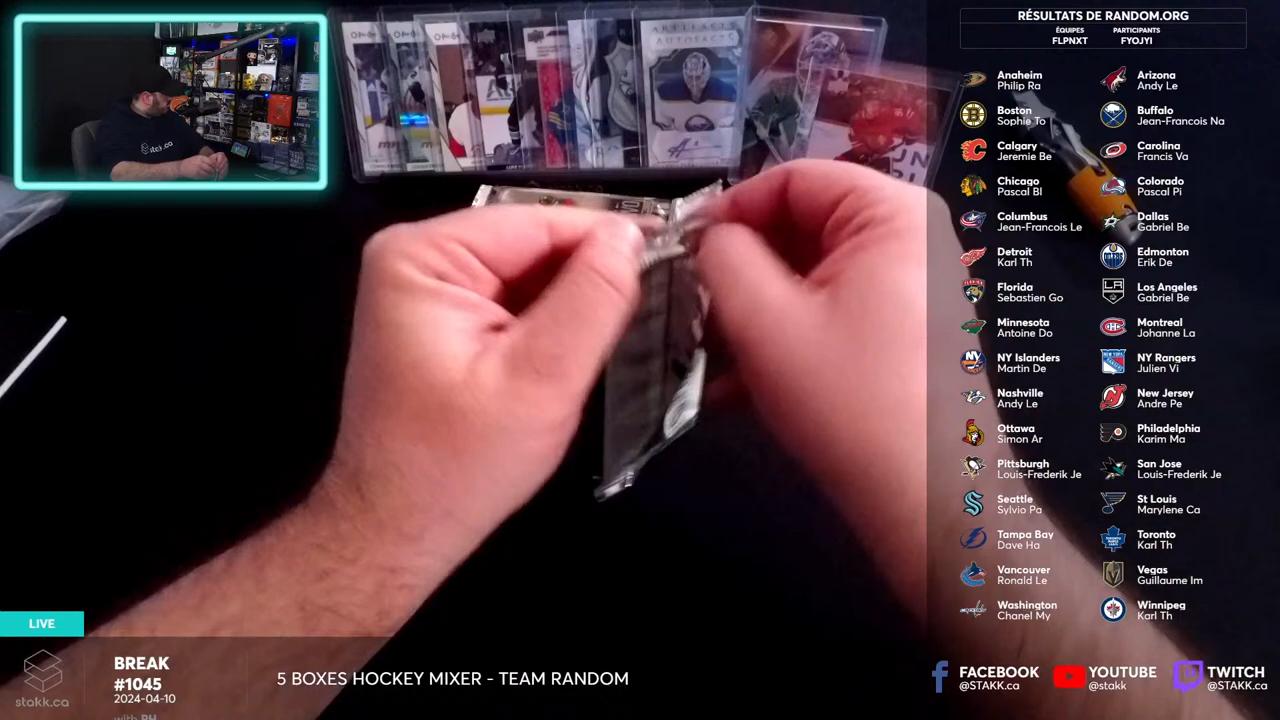 RÉSULTATS DE RANDOM.ORG
ÉQUIPES
FLPNXT
PARTICIPANTS
FYOJYI
Anaheim
Philip Ra
Arizona
Andy Le
Boston
Sophie To
Buffalo
Jean-Francois Na
Calgary
Jeremie Be
Carolina
Francis Va
Chicago
Pascal Bl
Colorado
Pascal Pi
Columbus
Jean-Francois Le
Dallas
Gabriel Be
Detroit
Karl Th
Edmonton
Erik De
Florida
Sebastien Go
Los Angeles
Gabriel Be
Minnesota
Antoine Do
Montreal
Johanne La
NY Islanders
Martin De
NY Rangers
Julien Vi
Nashville
Andy Le
New Jersey
Andre Pe
Ottawa
Simon Ar
Philadelphia
Karim Ma
Pittsburgh
Louis-Frederik Je
San Jose
Louis-Frederik Je
Seattle
Sylvio Pa
St Louis
Marylene Ca
Tampa Bay
Dave Ha
Toronto
Karl Th
Vancouver
Ronald Le
Vegas
Guillaume Im
Washington
Chanel My
Winnipeg
Karl Th
ARTIFACTS
AUTOFACTS
stakk.ca
LIVE
stakk.ca
BREAK
#1045
2024-04-10
with PH
5 BOXES HOCKEY MIXER - TEAM RANDOM
FACEBOOK
@STAKK.ca
YOUTUBE
@stakk
TWITCH
@STAKK.ca